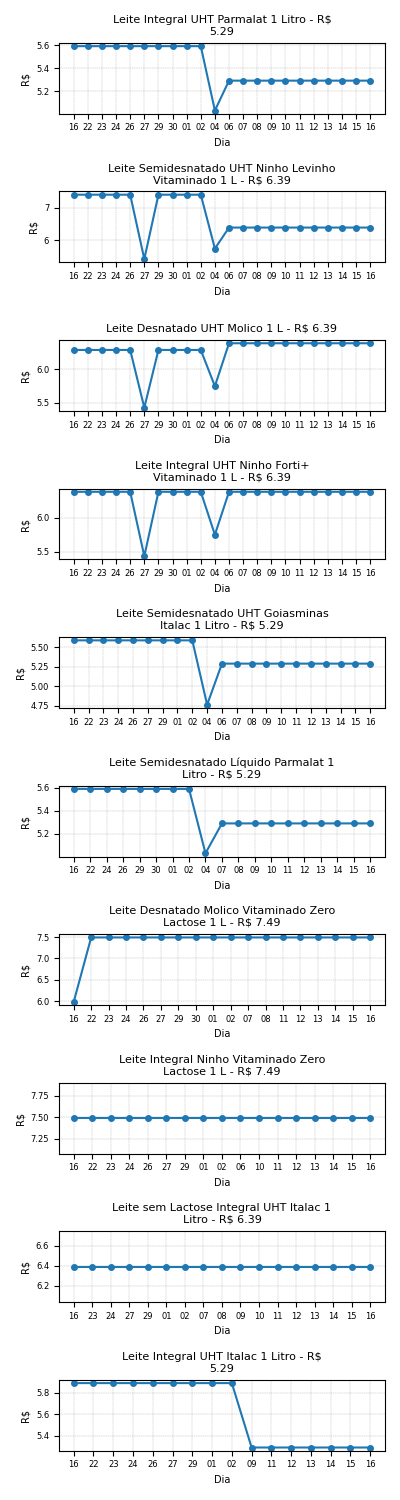 Leite Integral UHT Parmalat 1 Litro - R$
5.29
5.6
5.4
5.2
R$
16 22 23 24 26 27 29 30 01 02 04 06 07 08 09 10 11 12 13 14 15 16
Dia
Leite Semidesnatado UHT Ninho Levinho
Vitaminado 1 L - R$ 6.39
7
6
R$
16 22 23 24 26 27 29 30 01 02 04 06 07 08 09 10 11 12 13 14 15 16
Dia
Leite Desnatado UHT Molico 1 L - R$ 6.39
6.0
5.5
R$
16 22 23 24 26 27 29 30 01 02 04 06 07 08 09 10 11 12 13 14 15 16
Dia
Leite Integral UHT Ninho Forti+
Vitaminado 1 L - R$ 6.39
6.0
5.5
R$
16 22 23 24 26 27 29 30 01 02 04 06 07 08 09 10 11 12 13 14 15 16
Dia
Leite Semidesnatado UHT Goiasminas
Italac 1 Litro - R$ 5.29
5.50
5.25
5.00
4.75
R$
16 22 23 24 26 27 29 01 02 04 06 07 08 09 10 11 12 13 14 15 16
Dia
Leite Semidesnatado Líquido Parmalat 1
Litro - R$ 5.29
5.6
5.4
5.2
R$
16 22 24 26 29 30 01 02 04 07 08 09 10 11 12 13 14 15 16
Dia
Leite Desnatado Molico Vitaminado Zero
Lactose 1 L - R$ 7.49
7.5
7.0
6.5
6.0
R$
16 22 23 24 26 27 29 30 01 02 07 08 11 12 13 14 15 16
Dia
Leite Integral Ninho Vitaminado Zero
Lactose 1 L - R$ 7.49
7.75
7.50
7.25
R$
16 22 23 24 26 27 29 01 02 06 10 11 12 13 14 15 16
Dia
Leite sem Lactose Integral UHT Italac 1
Litro - R$ 6.39
6.6
6.4
6.2
R$
16 23 24 27 29 01 02 07 08 09 10 11 12 13 14 15 16
Dia
Leite Integral UHT Italac 1 Litro - R$
5.29
5.8
5.6
5.4
R$
16 22 23 24 26 27 29 01 02 09 11 12 13 14 15 16
Dia